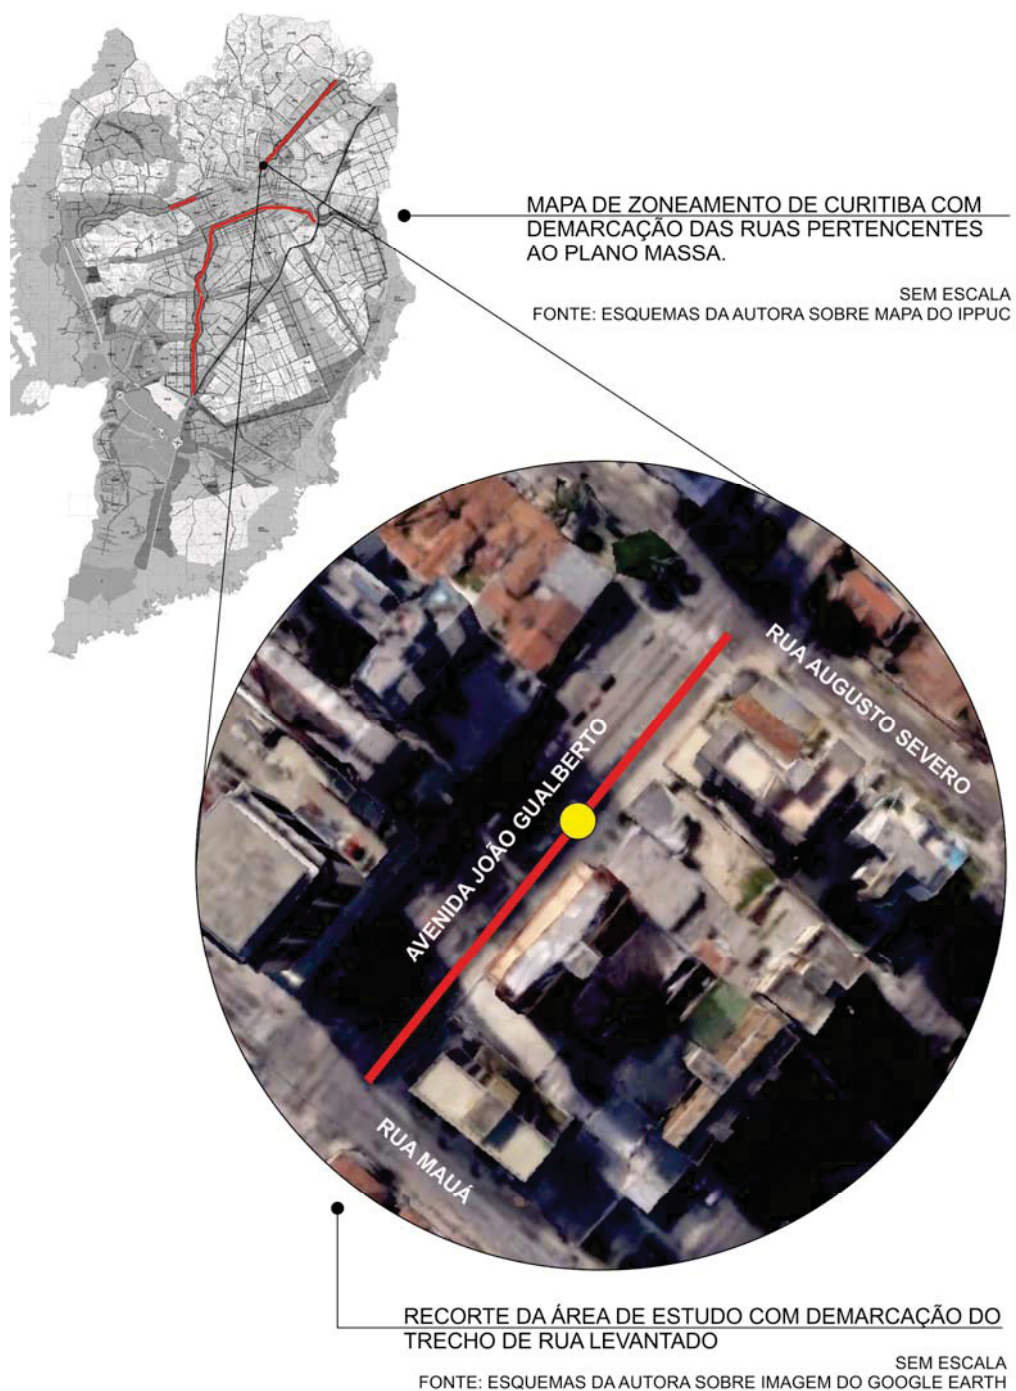 MAPA DE ZONEAMENTO DE CURITIBA COM
DEMARCAÇÃO DAS RUAS PERTENCENTES
AO PLANO MASSA.
SEM ESCALA
FONTE: ESQUEMAS DA AUTORA SOBRE MAPA DO IPPUC
RUA AUGUSTO SEVERO
AVENIDA JOÃO GUALBERTO
RUA MAUÁ
RECORTE DA ÁREA DE ESTUDO COM DEMARCAÇÃO DO
TRECHO DE RUA LEVANTADO
SEM ESCALA
FONTE: ESQUEMAS DA AUTORA SOBRE IMAGEM DO GOOGLE EARTH